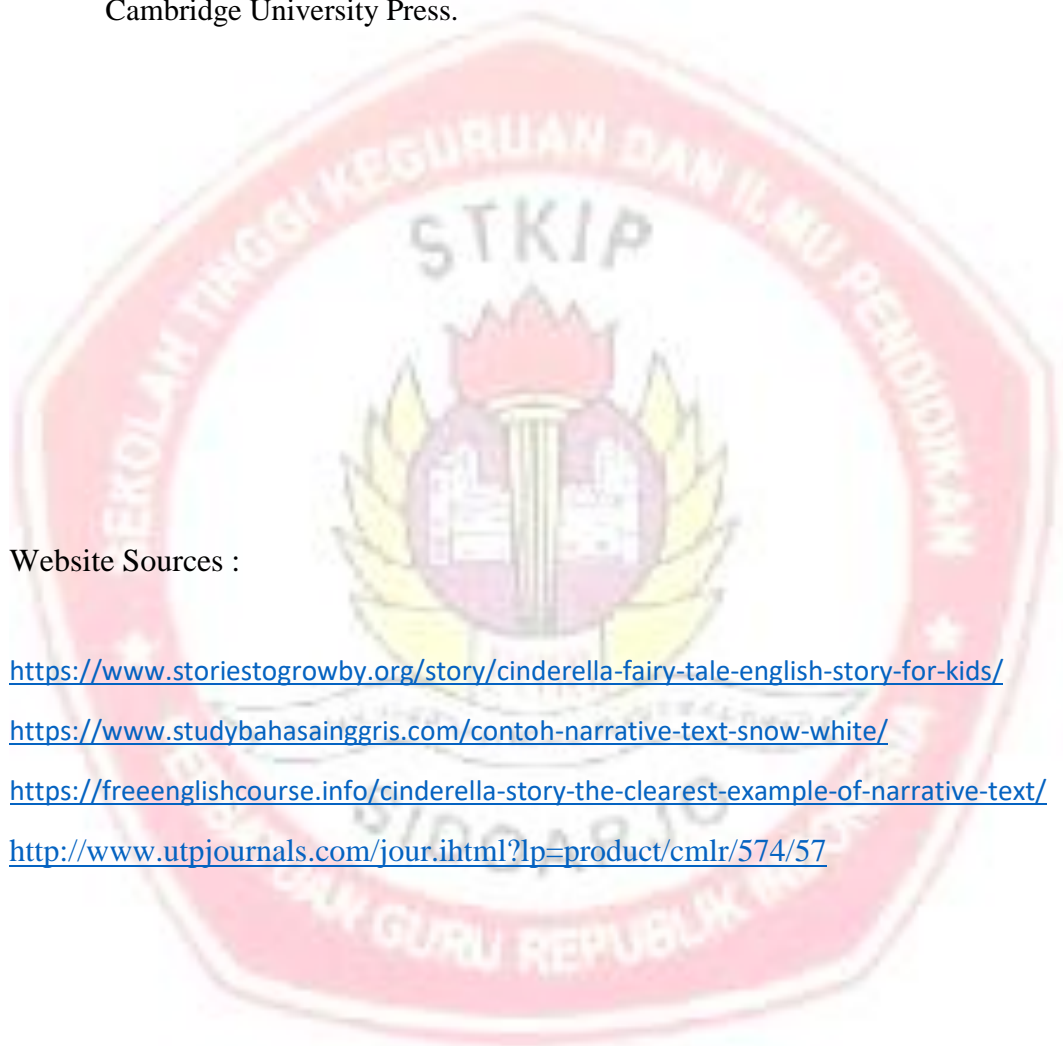 Cambridge University Press.
SEKOLAH TINGGI KEGURUAN DAN ILMU PENDIDIKAN
STKIP
Website Sources :
https://www.storiestogrowby.org/story/cinderella-fairy-tale-english-story-for-kids/
https://www.studybahasainggris.com/contoh-narrative-text-snow-white/
https://freeenglishcourse.info/cinderella-story-the-clearest-example-of-narrative-text/
SIDOARJO
http://www.utpjournals.com/jour.ihtml?lp=product/cmlr/574/57
GURU REPUBLIK INDONESIA